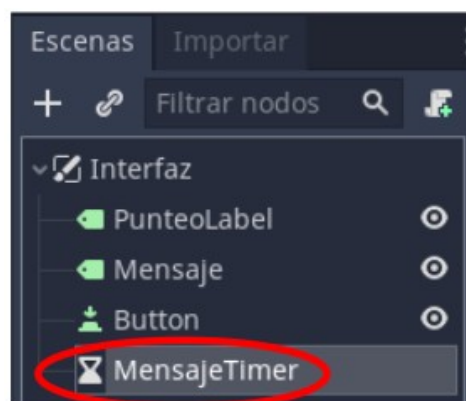 Escenas Importar
Filtrar nodos
Interfaz
PunteoLabel
Mensaje
Button
MensajeTimer